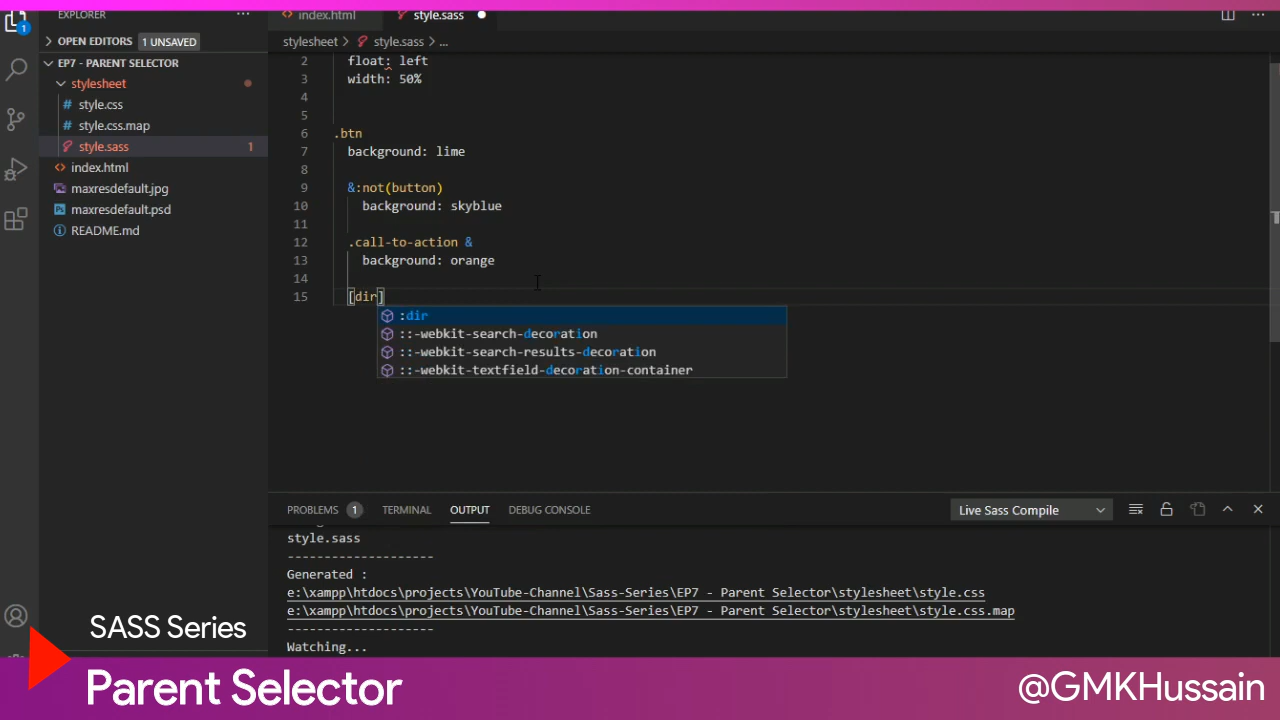 EXPLORER
index.html
style.sass
OPEN EDITORS 1 UNSAVED
stylesheet > style.sass > ...
EP7 - PARENT SELECTOR
stylesheet
style.css
style.css.map
style.sass 1
index.html
maxresdefault.jpg
maxresdefault.psd
README.md
1
2 float: left
3 width: 50%
4
5
6 .btn
7 background: lime
8
9 &:not(button)
10 background: skyblue
11
12 .call-to-action &
13 background: orange
14
15 [dir]
:dir
::-webkit-search-decoration
::-webkit-search-results-decoration
::-webkit-textfield-decoration-container
PROBLEMS 1 TERMINAL OUTPUT DEBUG CONSOLE Live Sass Compile
style.sass
--------------------
Generated :
e:\xampp\htdocs\projects\YouTube-Channel\Sass-Series\EP7 - Parent Selector\stylesheet\style.css
e:\xampp\htdocs\projects\YouTube-Channel\Sass-Series\EP7 - Parent Selector\stylesheet\style.css.map
--------------------
Watching...
SASS Series
Parent Selector
@GMKHussain